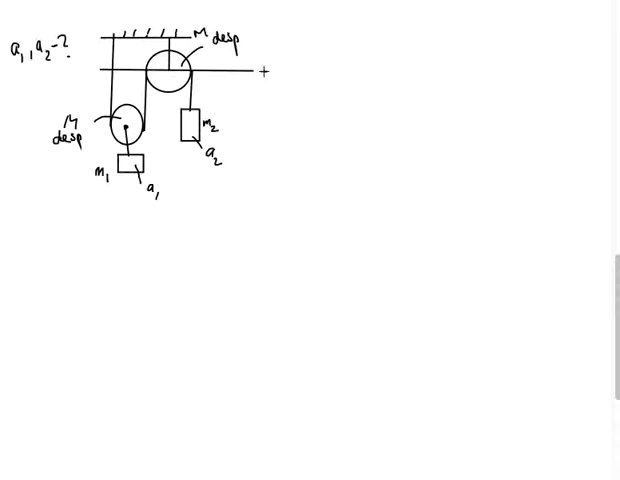 a₁, a₂ - ?
M desp
M
desp
m₂
a₂
m₁
a₁